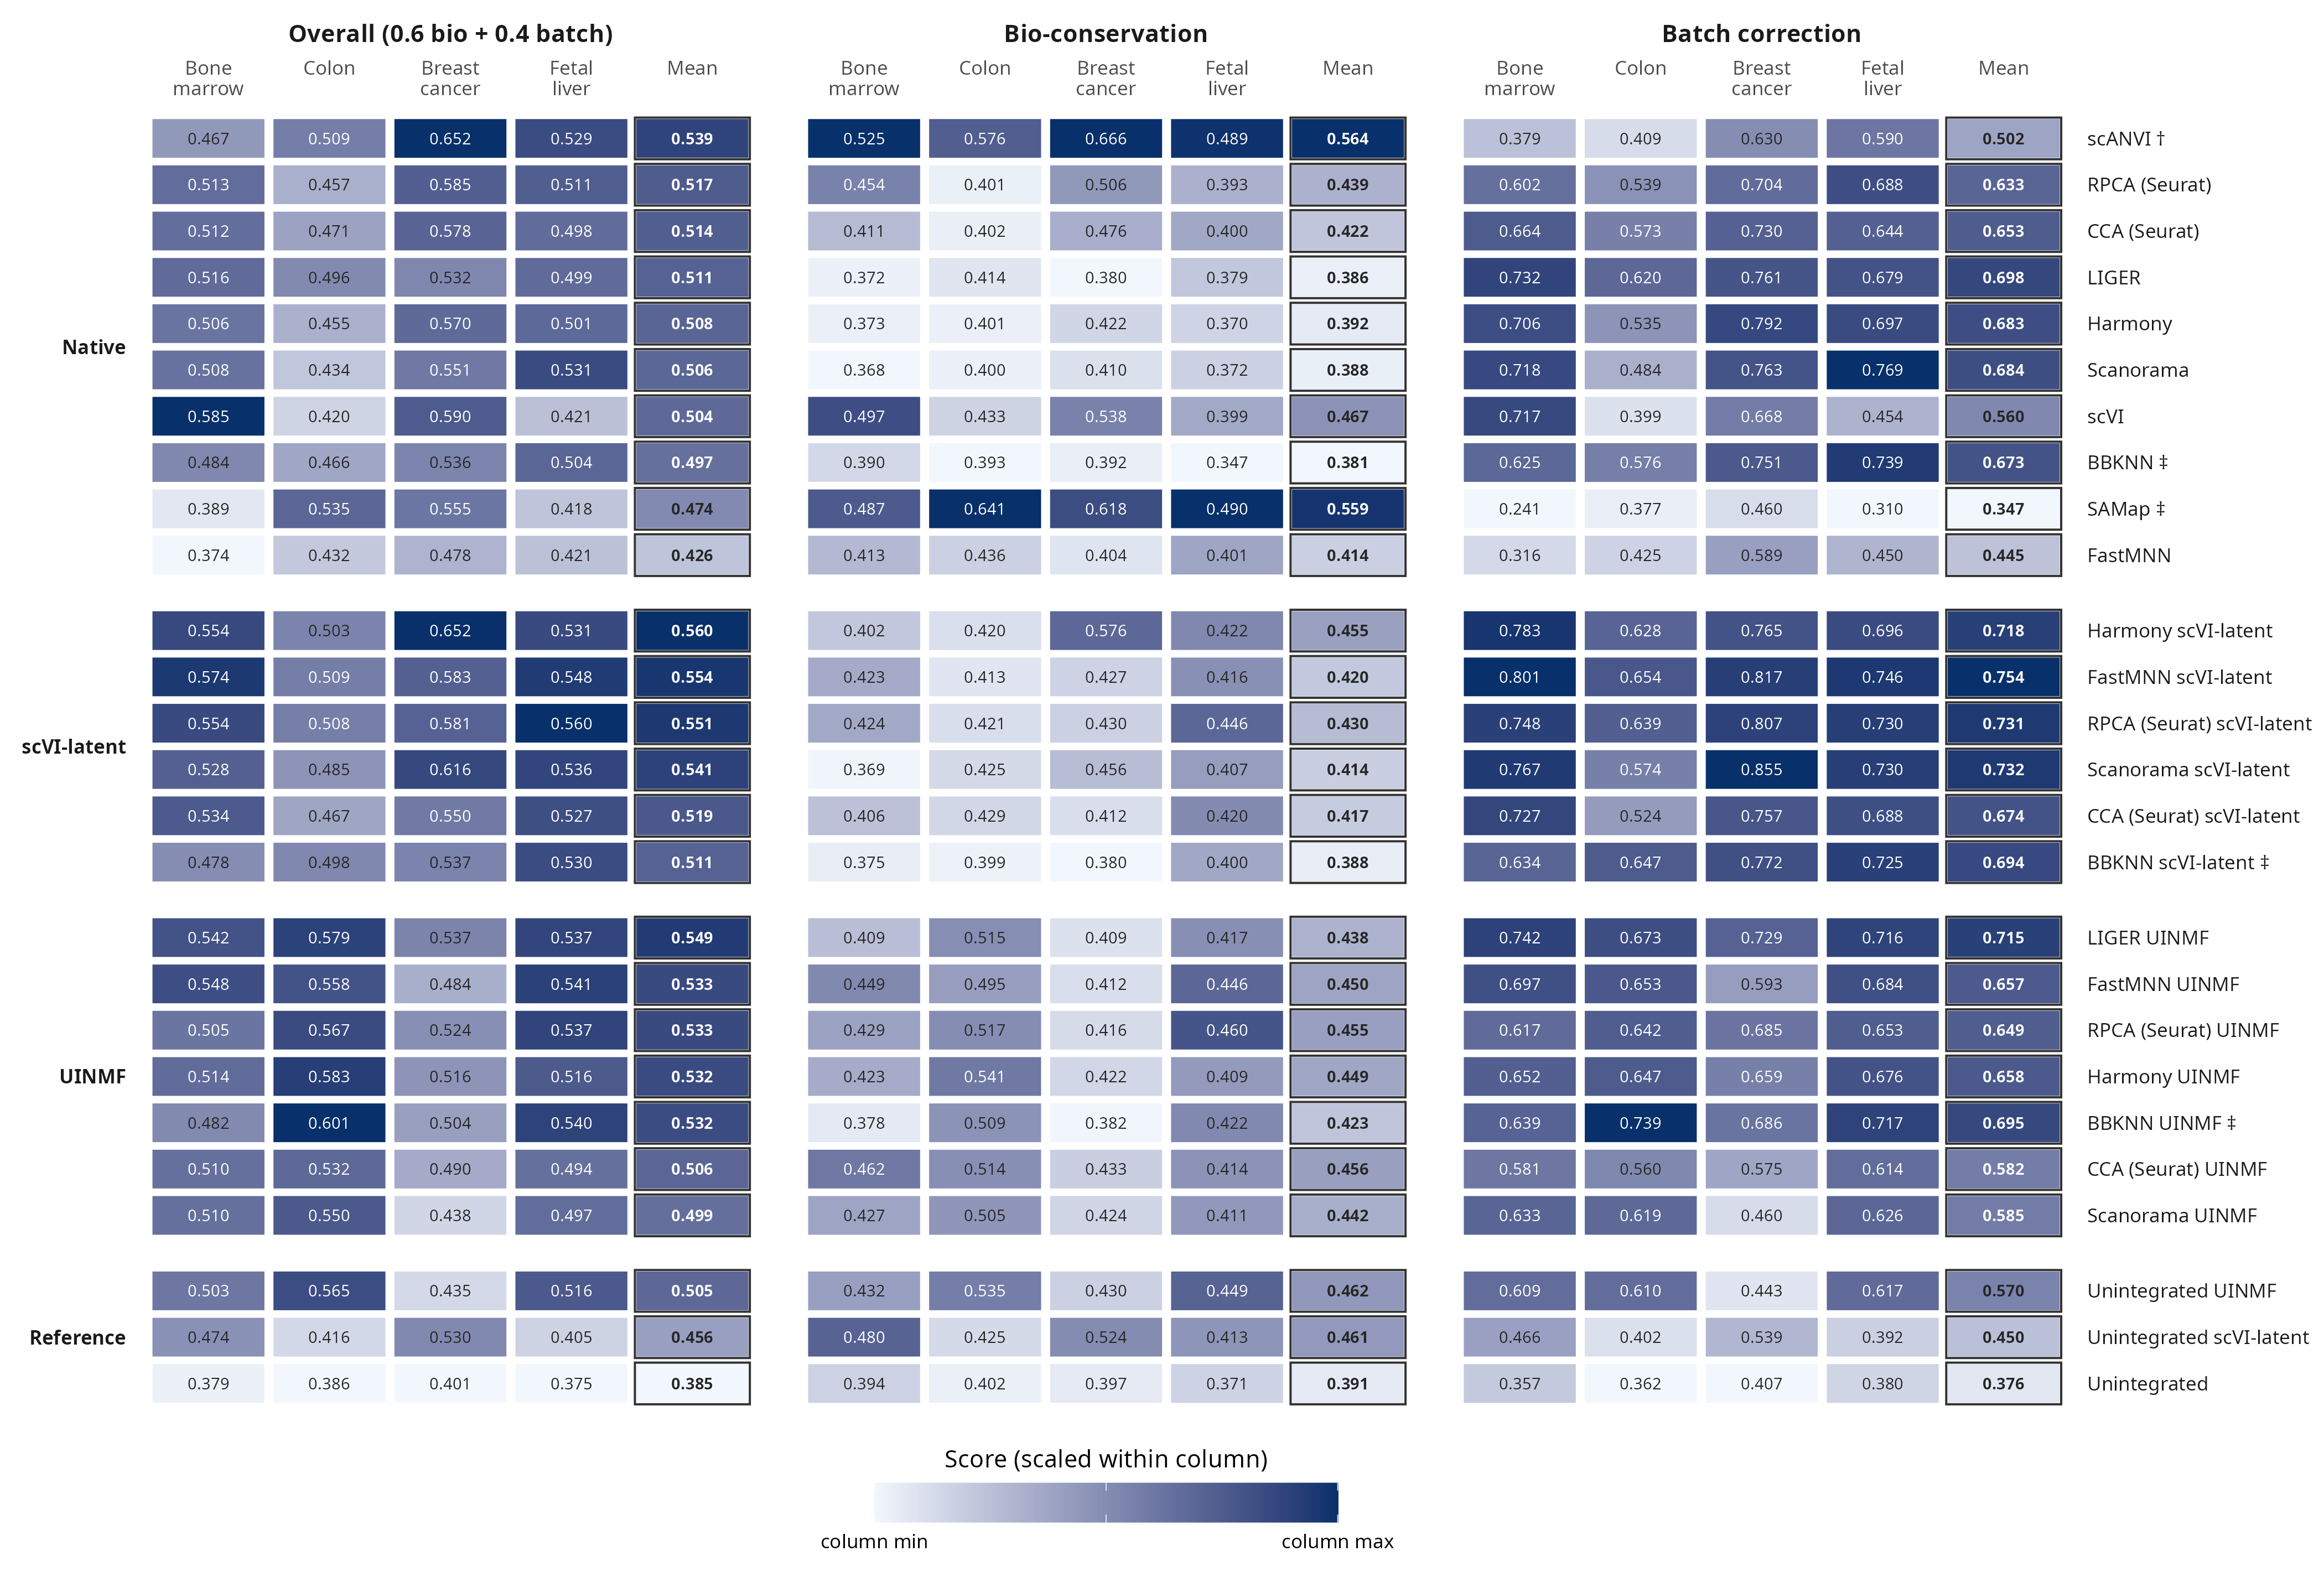 Overall (0.6 bio + 0.4 batch) Bio-conservation Batch correction
Bone Colon Breast Fetal Mean Bone Colon Breast Fetal Mean Bone Colon Breast Fetal Mean
marrow cancer liver marrow cancer liver marrow cancer liver
0.467 0.509 0.652 0.529 0.539 0.525 0.576 0.666 0.489 0.564 0.379 0.409 0.630 0.590 0.502 scANVI †
0.513 0.457 0.585 0.511 0.517 0.454 0.401 0.506 0.393 0.439 0.602 0.539 0.704 0.688 0.633 RPCA (Seurat)
0.512 0.471 0.578 0.498 0.514 0.411 0.402 0.476 0.400 0.422 0.664 0.573 0.730 0.644 0.653 CCA (Seurat)
0.516 0.496 0.532 0.499 0.511 0.372 0.414 0.380 0.379 0.386 0.732 0.620 0.761 0.679 0.698 LIGER
0.506 0.455 0.570 0.501 0.508 0.373 0.401 0.422 0.370 0.392 0.706 0.535 0.792 0.697 0.683 Harmony
Native
0.508 0.434 0.551 0.531 0.506 0.368 0.400 0.410 0.372 0.388 0.718 0.484 0.763 0.769 0.684 Scanorama
0.585 0.420 0.590 0.421 0.504 0.497 0.433 0.538 0.399 0.467 0.717 0.399 0.668 0.454 0.560 scVI
0.484 0.466 0.536 0.504 0.497 0.390 0.393 0.392 0.347 0.381 0.625 0.576 0.751 0.739 0.673 BBKNN ‡
0.389 0.535 0.555 0.418 0.474 0.487 0.641 0.618 0.490 0.559 0.241 0.377 0.460 0.310 0.347 SAMap ‡
0.374 0.432 0.478 0.421 0.426 0.413 0.436 0.404 0.401 0.414 0.316 0.425 0.589 0.450 0.445 FastMNN
0.554 0.503 0.652 0.531 0.560 0.402 0.420 0.576 0.422 0.455 0.783 0.628 0.765 0.696 0.718 Harmony scVI-latent
0.574 0.509 0.583 0.548 0.554 0.423 0.413 0.427 0.416 0.420 0.801 0.654 0.817 0.746 0.754 FastMNN scVI-latent
0.554 0.508 0.581 0.560 0.551 0.424 0.421 0.430 0.446 0.430 0.748 0.639 0.807 0.730 0.731 RPCA (Seurat) scVI-latent
scVI-latent
0.528 0.485 0.616 0.536 0.541 0.369 0.425 0.456 0.407 0.414 0.767 0.574 0.855 0.730 0.732 Scanorama scVI-latent
0.534 0.467 0.550 0.527 0.519 0.406 0.429 0.412 0.420 0.417 0.727 0.524 0.757 0.688 0.674 CCA (Seurat) scVI-latent
0.478 0.498 0.537 0.530 0.511 0.375 0.399 0.380 0.400 0.388 0.634 0.647 0.772 0.725 0.694 BBKNN scVI-latent ‡
0.542 0.579 0.537 0.537 0.549 0.409 0.515 0.409 0.417 0.438 0.742 0.673 0.729 0.716 0.715 LIGER UINMF
0.548 0.558 0.484 0.541 0.533 0.449 0.495 0.412 0.446 0.450 0.697 0.653 0.593 0.684 0.657 FastMNN UINMF
0.505 0.567 0.524 0.537 0.533 0.429 0.517 0.416 0.460 0.455 0.617 0.642 0.685 0.653 0.649 RPCA (Seurat) UINMF
UINMF 0.514 0.583 0.516 0.516 0.532 0.423 0.541 0.422 0.409 0.449 0.652 0.647 0.659 0.676 0.658 Harmony UINMF
0.482 0.601 0.504 0.540 0.532 0.378 0.509 0.382 0.422 0.423 0.639 0.739 0.686 0.717 0.695 BBKNN UINMF ‡
0.510 0.532 0.490 0.494 0.506 0.462 0.514 0.433 0.414 0.456 0.581 0.560 0.575 0.614 0.582 CCA (Seurat) UINMF
0.510 0.550 0.438 0.497 0.499 0.427 0.505 0.424 0.411 0.442 0.633 0.619 0.460 0.626 0.585 Scanorama UINMF
0.503 0.565 0.435 0.516 0.505 0.432 0.535 0.430 0.449 0.462 0.609 0.610 0.443 0.617 0.570 Unintegrated UINMF
Reference 0.474 0.416 0.530 0.405 0.456 0.480 0.425 0.524 0.413 0.461 0.466 0.402 0.539 0.392 0.450 Unintegrated scVI-latent
0.379 0.386 0.401 0.375 0.385 0.394 0.402 0.397 0.371 0.391 0.357 0.362 0.407 0.380 0.376 Unintegrated
Score (scaled within column)
column min column max